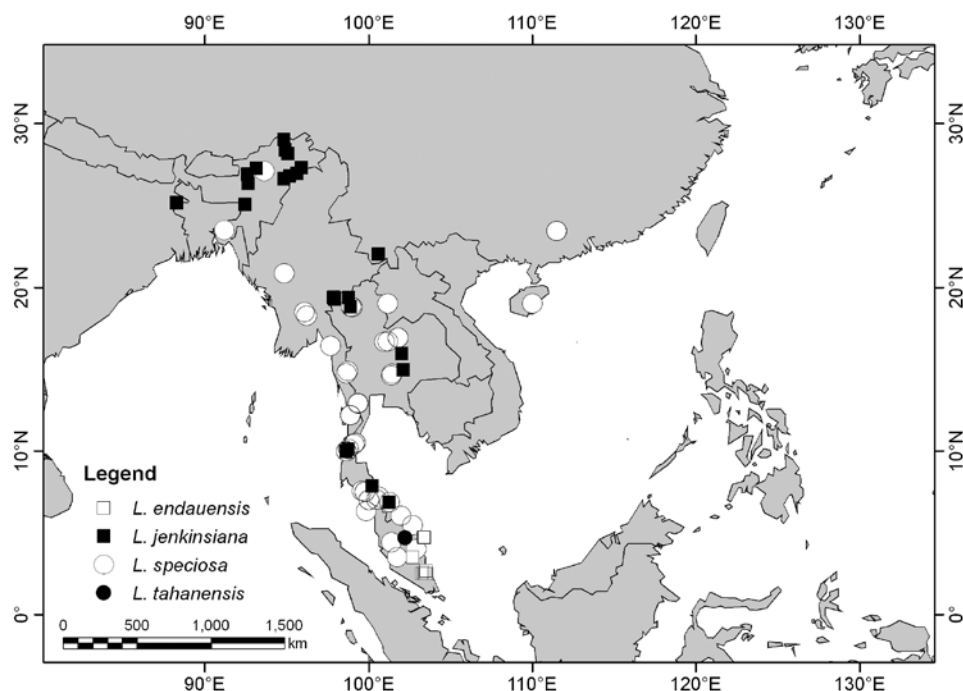 90°E 100°E 110°E 120°E 130°E
30°N 30°N
20°N 20°N
10°N 10°N
0° 0°
Legend
L. endauensis
L. jenkinsiana
L. speciosa
L. tahanensis
0 500 1,000 1,500
km
90°E 100°E 110°E 120°E 130°E